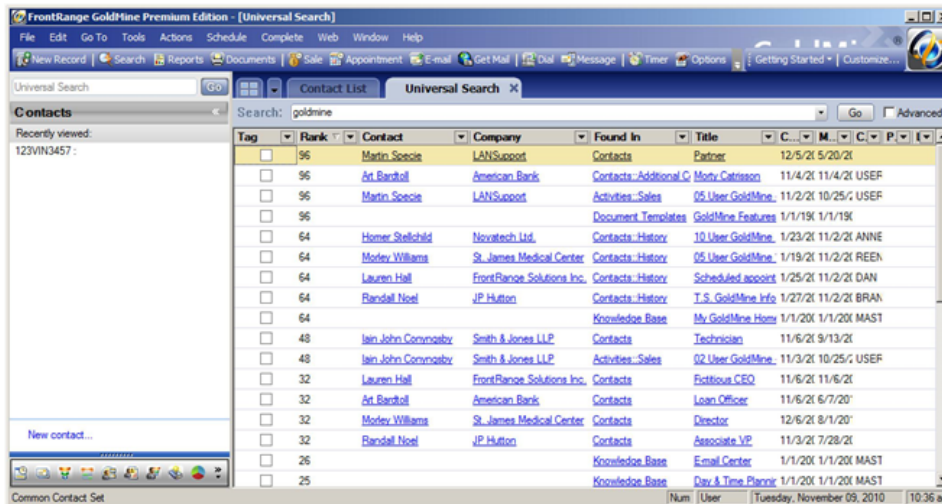 FrontRange GoldMine Premium Edition - [Universal Search]
File Edit Go To Tools Actions Schedule Complete Web Window Help
New Record Search Reports Documents Sale Appointment E-mail Get Mail Dial Message Timer Options Getting Started Customize...
Universal Search Go Contact List Universal Search
Contacts
Search: goldmine Go Advanced
Recently viewed:
123VIN3457 :
Tag Rank Contact Company Found In Title C... M... C. P.
96 Martin Specie LANSupport Contacts Partner 12/5/2( 5/20/2(
96 Art Bardtoll American Bank Contacts::Additional C Morty Catrisson 11/4/2( 11/4/2( USER
96 Martin Specie LANSupport Activities::Sales 05 User GoldMine 11/2/2( 10/25/2 USER
96 Document Templates GoldMine Features 1/1/19( 1/1/19(
64 Homer Stellchild Novatech Ltd. Contacts::History 10 User GoldMine 1/23/2( 11/2/2( ANNE
64 Morley Williams St. James Medical Center Contacts::History 05 User GoldMine 1/19/2( 11/2/2( REEN
64 Lauren Hall FrontRange Solutions Inc. Contacts::History Scheduled appoint 1/25/2( 11/2/2( DAN
64 Randall Noel JP Hutton Contacts::History T.S. GoldMine Info 1/27/2( 11/2/2( BRAN
64 Knowledge Base My GoldMine Home 1/1/20( 1/1/20( MAST
48 Iain John Conyngsby Smith & Jones LLP Contacts Technician 11/6/2( 9/13/2(
48 Iain John Conyngsby Smith & Jones LLP Activities::Sales 02 User GoldMine 11/3/2( 10/25/2 USER
32 Lauren Hall FrontRange Solutions Inc. Contacts Fictitious CEO 11/6/2( 11/6/2(
32 Art Bardtoll American Bank Contacts Loan Officer 11/6/2( 6/7/20'
32 Morley Williams St. James Medical Center Contacts Director 12/6/2( 8/1/20'
32 Randall Noel JP Hutton Contacts Associate VP 11/3/2( 7/28/2(
26 Knowledge Base E-mail Center 1/1/20( 1/1/20( MAST
25 Knowledge Base Day & Time Plannir 1/1/20( 1/1/20( MAST
New contact...
Common Contact Set Num User Tuesday, November 09, 2010 10:36 a